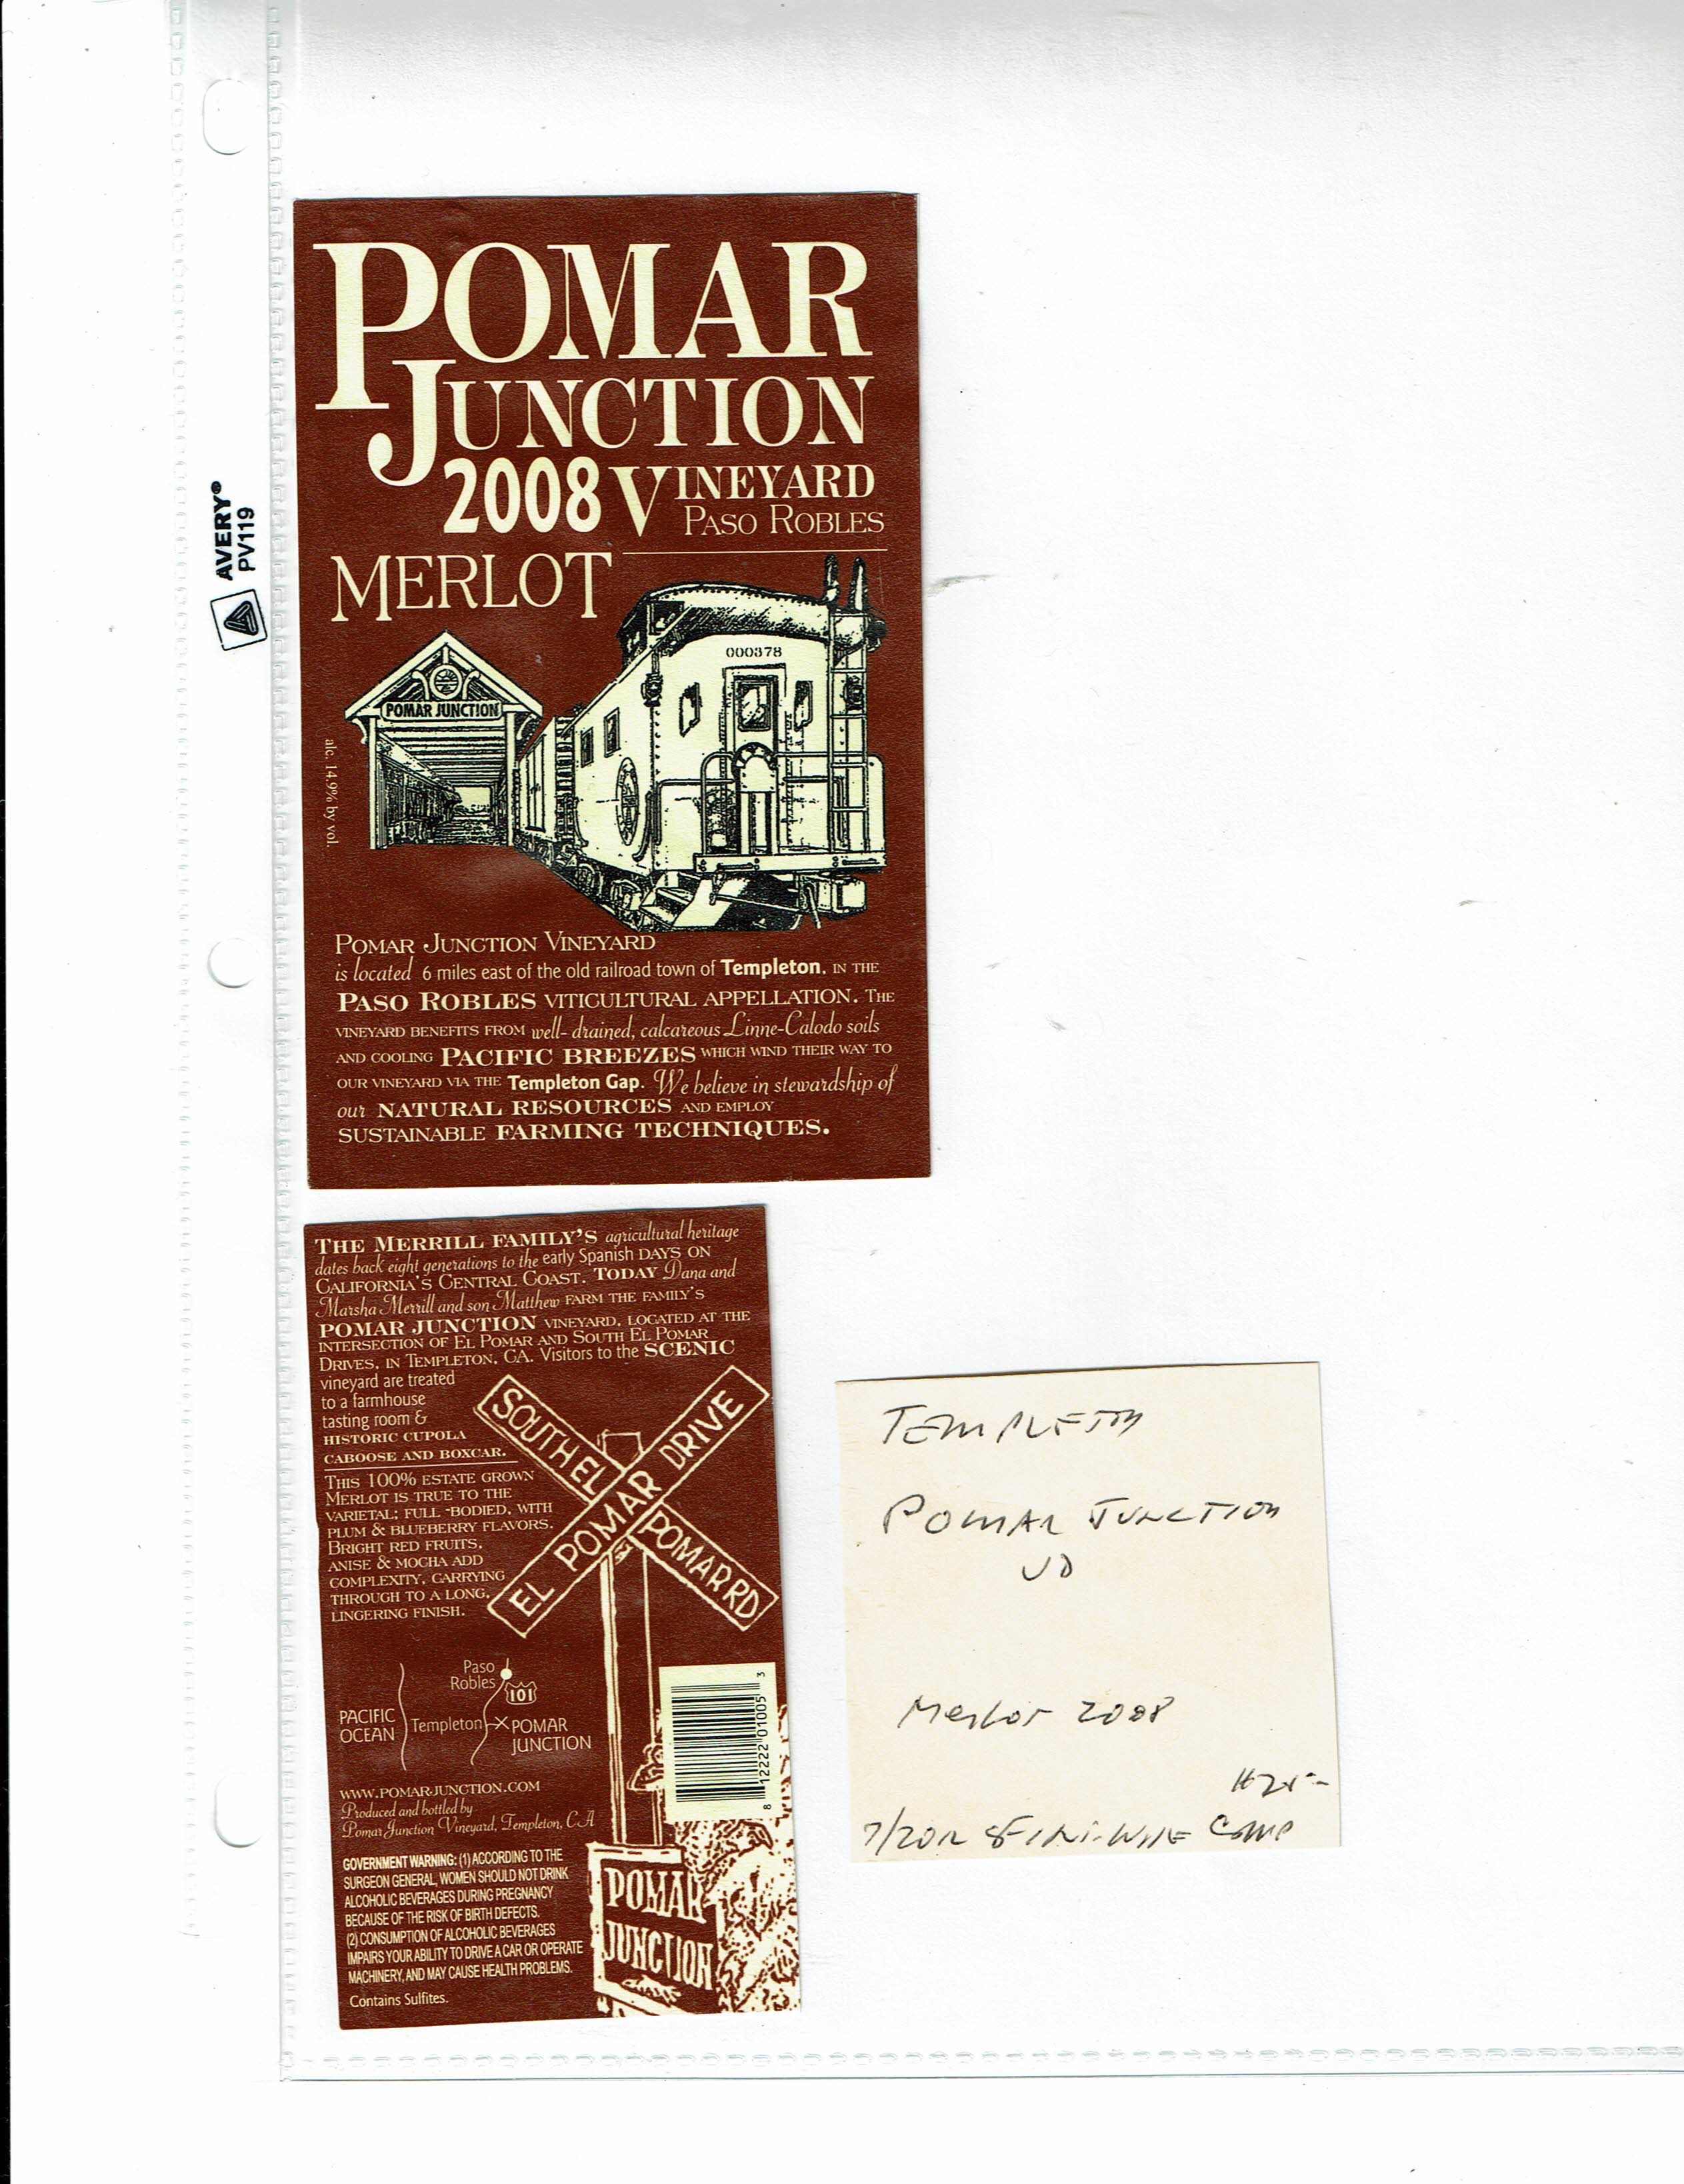 AVERY®
PV119
POMAR
JUNCTION
2008 VINEYARD
PASO ROBLES
MERLOT
000378
POMAR JUNCTION
alc. 14.9% by vol.
POMAR JUNCTION VINEYARD
is located 6 miles east of the old railroad town of Templeton, IN THE
PASO ROBLES VITICULTURAL APPELLATION. THE
VINEYARD BENEFITS FROM well-drained, calcareous Linne-Calodo soils
AND COOLING PACIFIC BREEZES WHICH WIND THEIR WAY TO
OUR VINEYARD VIA THE Templeton Gap. We believe in stewardship of
our NATURAL RESOURCES AND EMPLOY
SUSTAINABLE FARMING TECHNIQUES.
THE MERRILL FAMILY'S agricultural heritage
dates back eight generations to the early Spanish DAYS ON
CALIFORNIA'S CENTRAL COAST. TODAY Dana and
Marsha Merrill and son Matthew FARM THE FAMILY'S
POMAR JUNCTION VINEYARD, LOCATED AT THE
INTERSECTION OF EL POMAR AND SOUTH EL POMAR
DRIVES, IN TEMPLETON, CA. Visitors to the SCENIC
vineyard are treated
to a farmhouse
tasting room &
HISTORIC CUPOLA
CABOOSE AND BOXCAR.
THIS 100% ESTATE GROWN
MERLOT IS TRUE TO THE
VARIETAL; FULL-BODIED, WITH
PLUM & BLUEBERRY FLAVORS.
BRIGHT RED FRUITS,
ANISE & MOCHA ADD
COMPLEXITY, CARRYING
THROUGH TO A LONG,
LINGERING FINISH.
SOUTH EL POMAR RD
EL POMAR DRIVE
Paso
Robles
101
PACIFIC
OCEAN
Templeton
POMAR
JUNCTION
8 12222 01005 3
WWW.POMARJUNCTION.COM
Produced and bottled by
Pomar Junction Vineyard, Templeton, CA
GOVERNMENT WARNING: (1) ACCORDING TO THE
SURGEON GENERAL, WOMEN SHOULD NOT DRINK
ALCOHOLIC BEVERAGES DURING PREGNANCY
BECAUSE OF THE RISK OF BIRTH DEFECTS.
(2) CONSUMPTION OF ALCOHOLIC BEVERAGES
IMPAIRS YOUR ABILITY TO DRIVE A CAR OR OPERATE
MACHINERY, AND MAY CAUSE HEALTH PROBLEMS.
Contains Sulfites.
POMAR
JUNCTION
TEMPLETON
POMAR JUNCTION
VD
Merlot 2008
7/2012 SF INT. WINE COMP